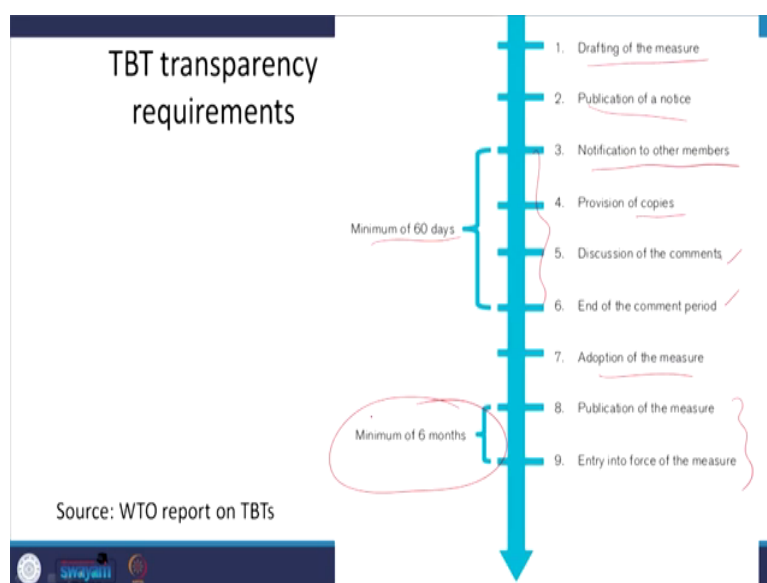 TBT transparency
requirements
1. Drafting of the measure
2. Publication of a notice
3. Notification to other members
4. Provision of copies
Minimum of 60 days
5. Discussion of the comments
6. End of the comment period
7. Adoption of the measure
8. Publication of the measure
Minimum of 6 months
9. Entry into force of the measure
Source: WTO report on TBTs
swayam